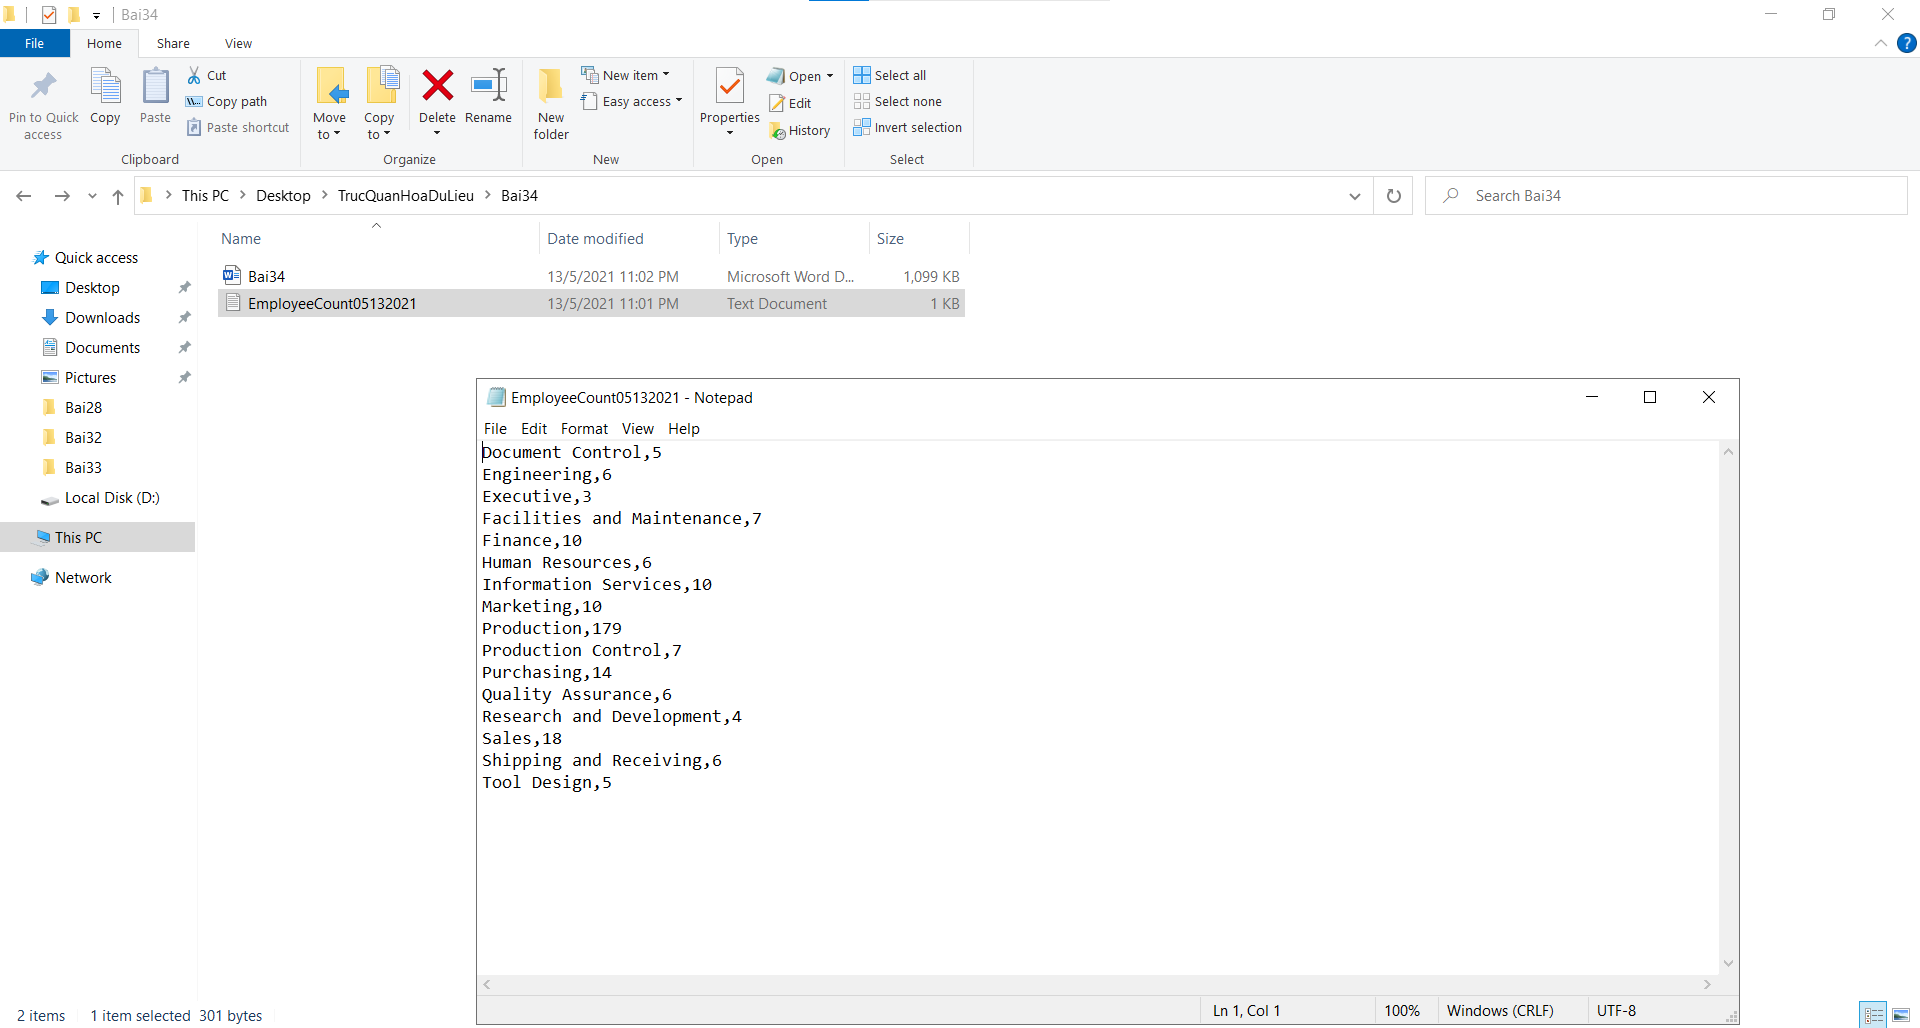 Bai34
File Home Share View
Pin to Quick access
Copy
Paste
Cut
Copy path
Paste shortcut
Clipboard
Move to
Copy to
Delete
Rename
Organize
New folder
New item
Easy access
New
Properties
Open
Edit
History
Open
Select all
Select none
Invert selection
Select
This PC > Desktop > TrucQuanHoaDuLieu > Bai34
Search Bai34
Name Date modified Type Size
Bai34 13/5/2021 11:02 PM Microsoft Word D... 1,099 KB
EmployeeCount05132021 13/5/2021 11:01 PM Text Document 1 KB
Quick access
Desktop
Downloads
Documents
Pictures
Bai28
Bai32
Bai33
Local Disk (D:)
This PC
Network
EmployeeCount05132021 - Notepad
File Edit Format View Help
Document Control,5
Engineering,6
Executive,3
Facilities and Maintenance,7
Finance,10
Human Resources,6
Information Services,10
Marketing,10
Production,179
Production Control,7
Purchasing,14
Quality Assurance,6
Research and Development,4
Sales,18
Shipping and Receiving,6
Tool Design,5
Ln 1, Col 1 100% Windows (CRLF) UTF-8
2 items 1 item selected 301 bytes